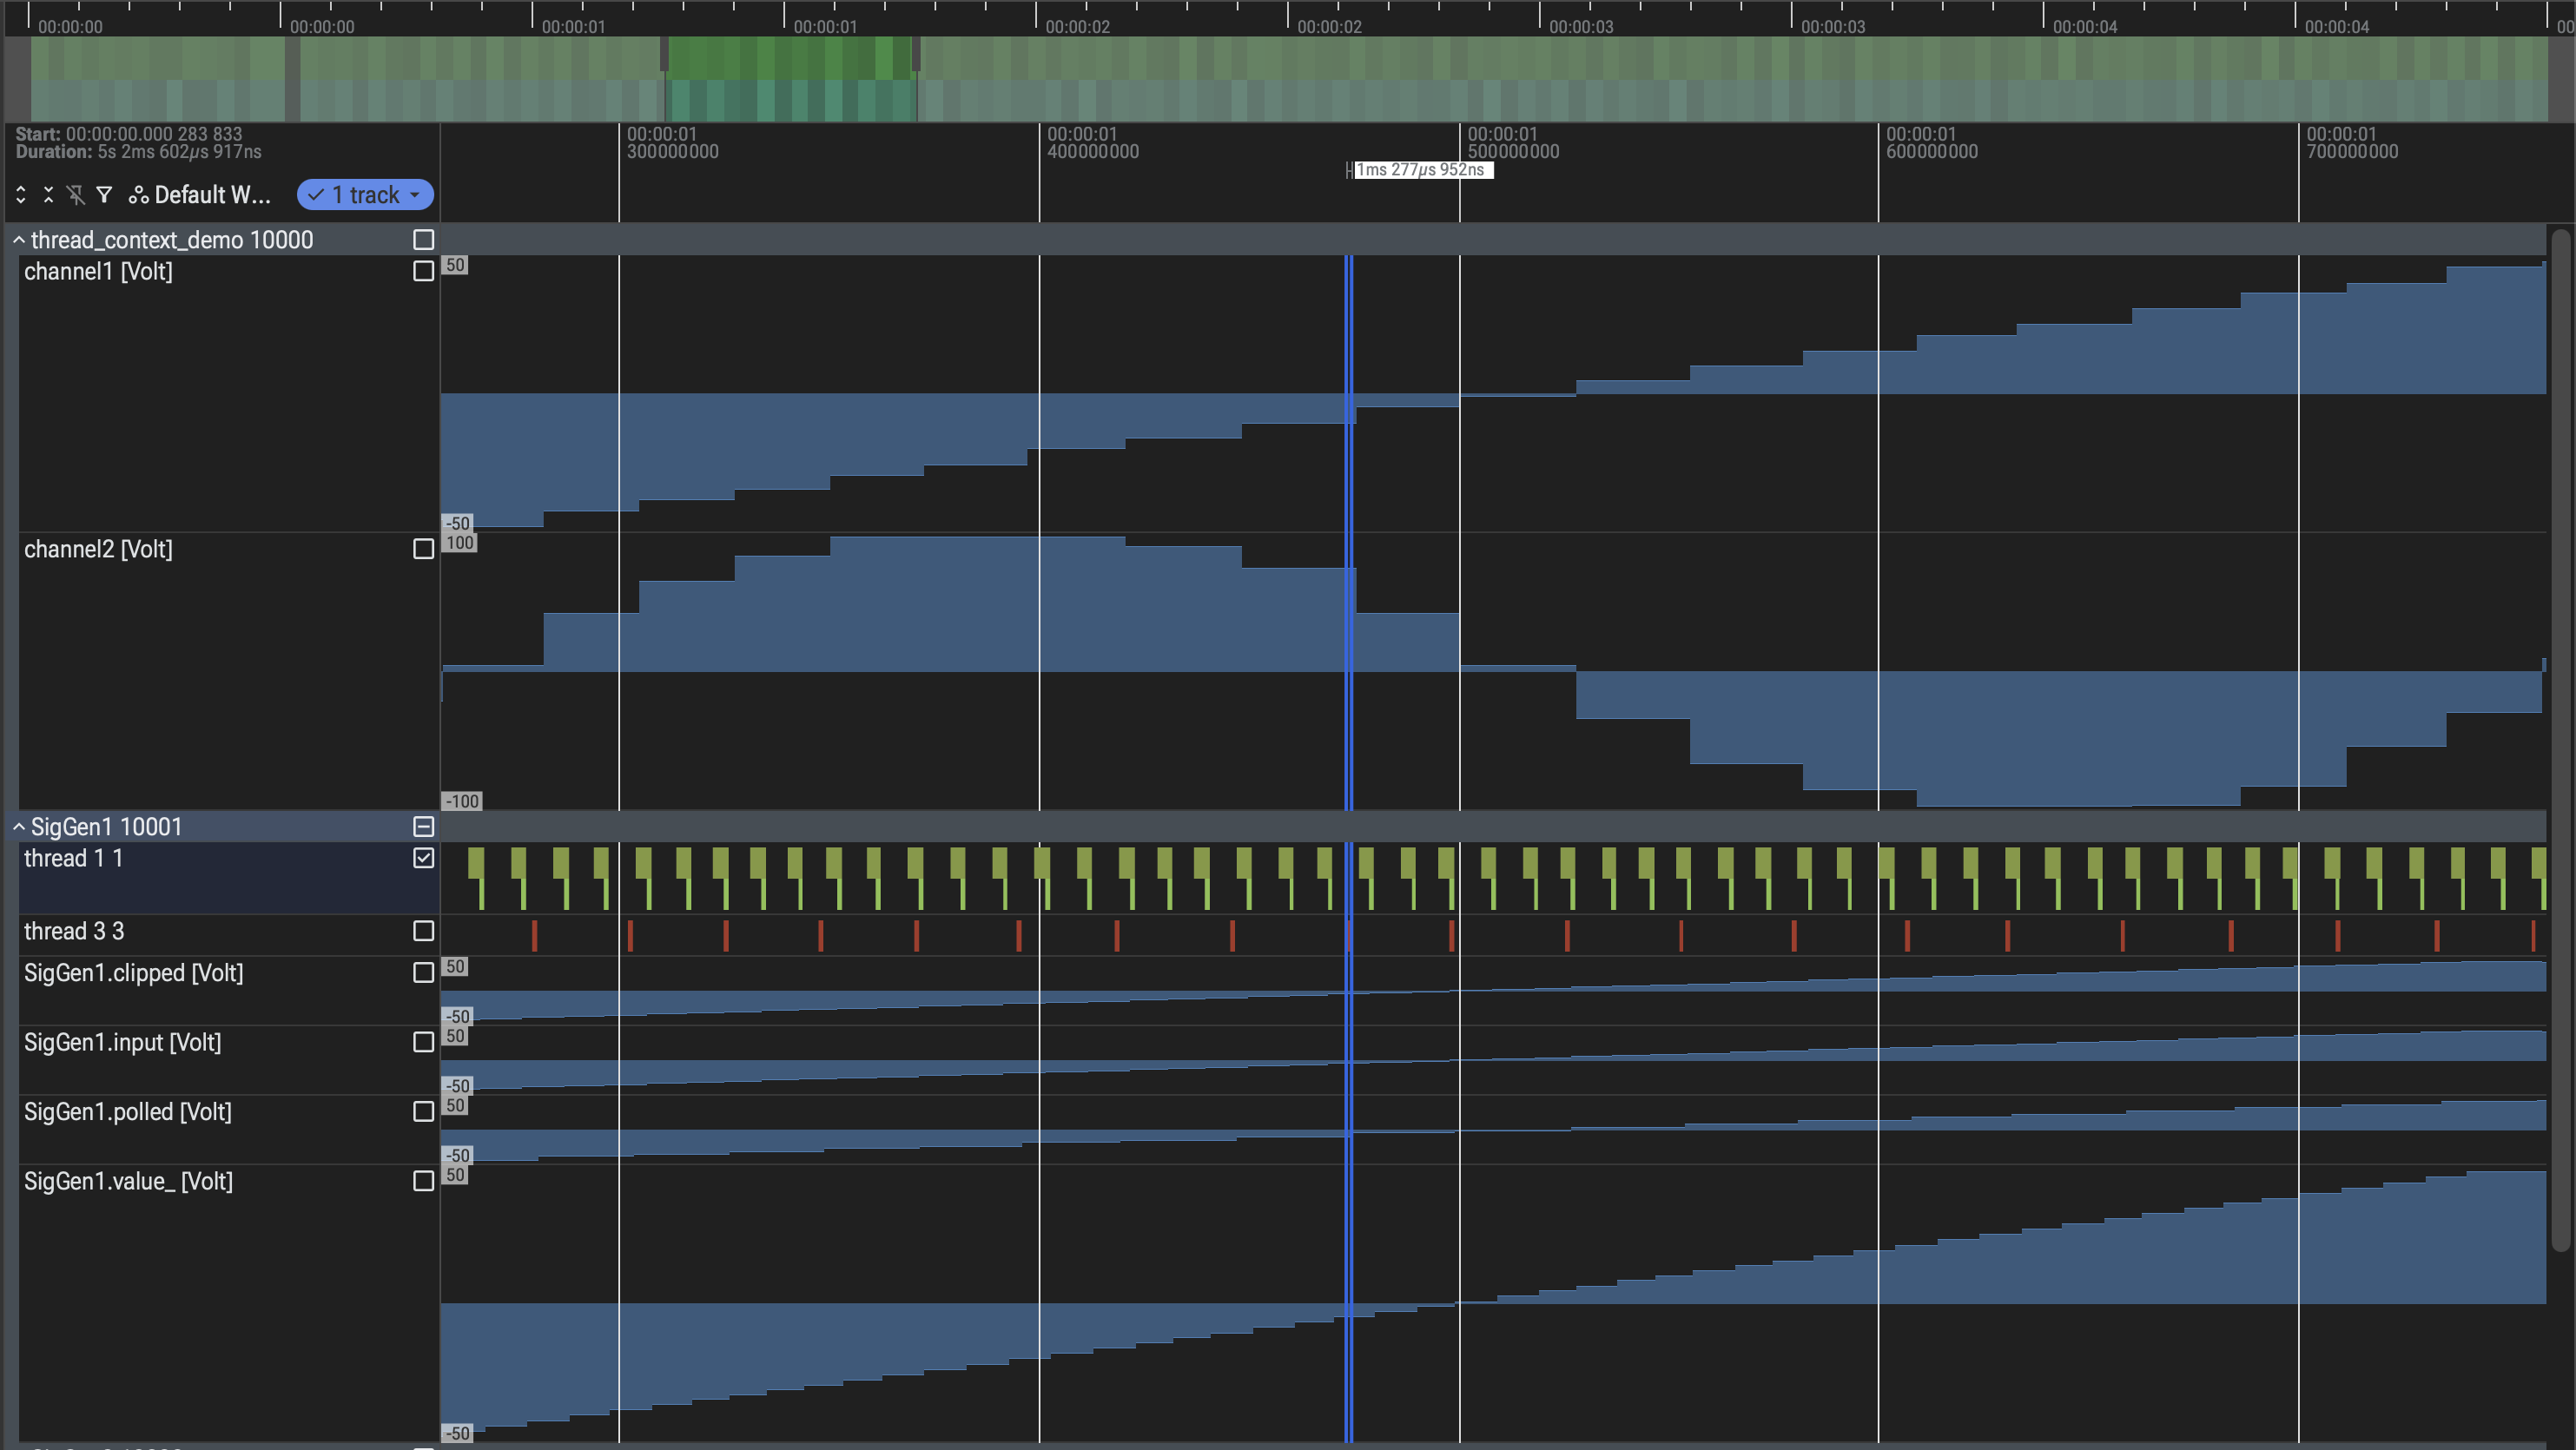 00:00:00 00:00:00 00:00:01 00:00:01 00:00:02 00:00:02 00:00:03 00:00:03 00:00:04 00:00:04 00
Start: 00:00:00.000 283 833
Duration: 5s 2ms 602µs 917ns
00:00:01 00:00:01 00:00:01 00:00:01 00:00:01
300000000 400000000 500000000 600000000 700000000
1ms 277µs 952ns
Default W... 1 track
thread_context_demo 10000
channel1 [Volt]
50
-50
channel2 [Volt]
100
-100
SigGen1 10001
thread 1 1
thread 3 3
SigGen1.clipped [Volt]
50
-50
SigGen1.input [Volt]
50
-50
SigGen1.polled [Volt]
50
-50
SigGen1.value_ [Volt]
50
-50